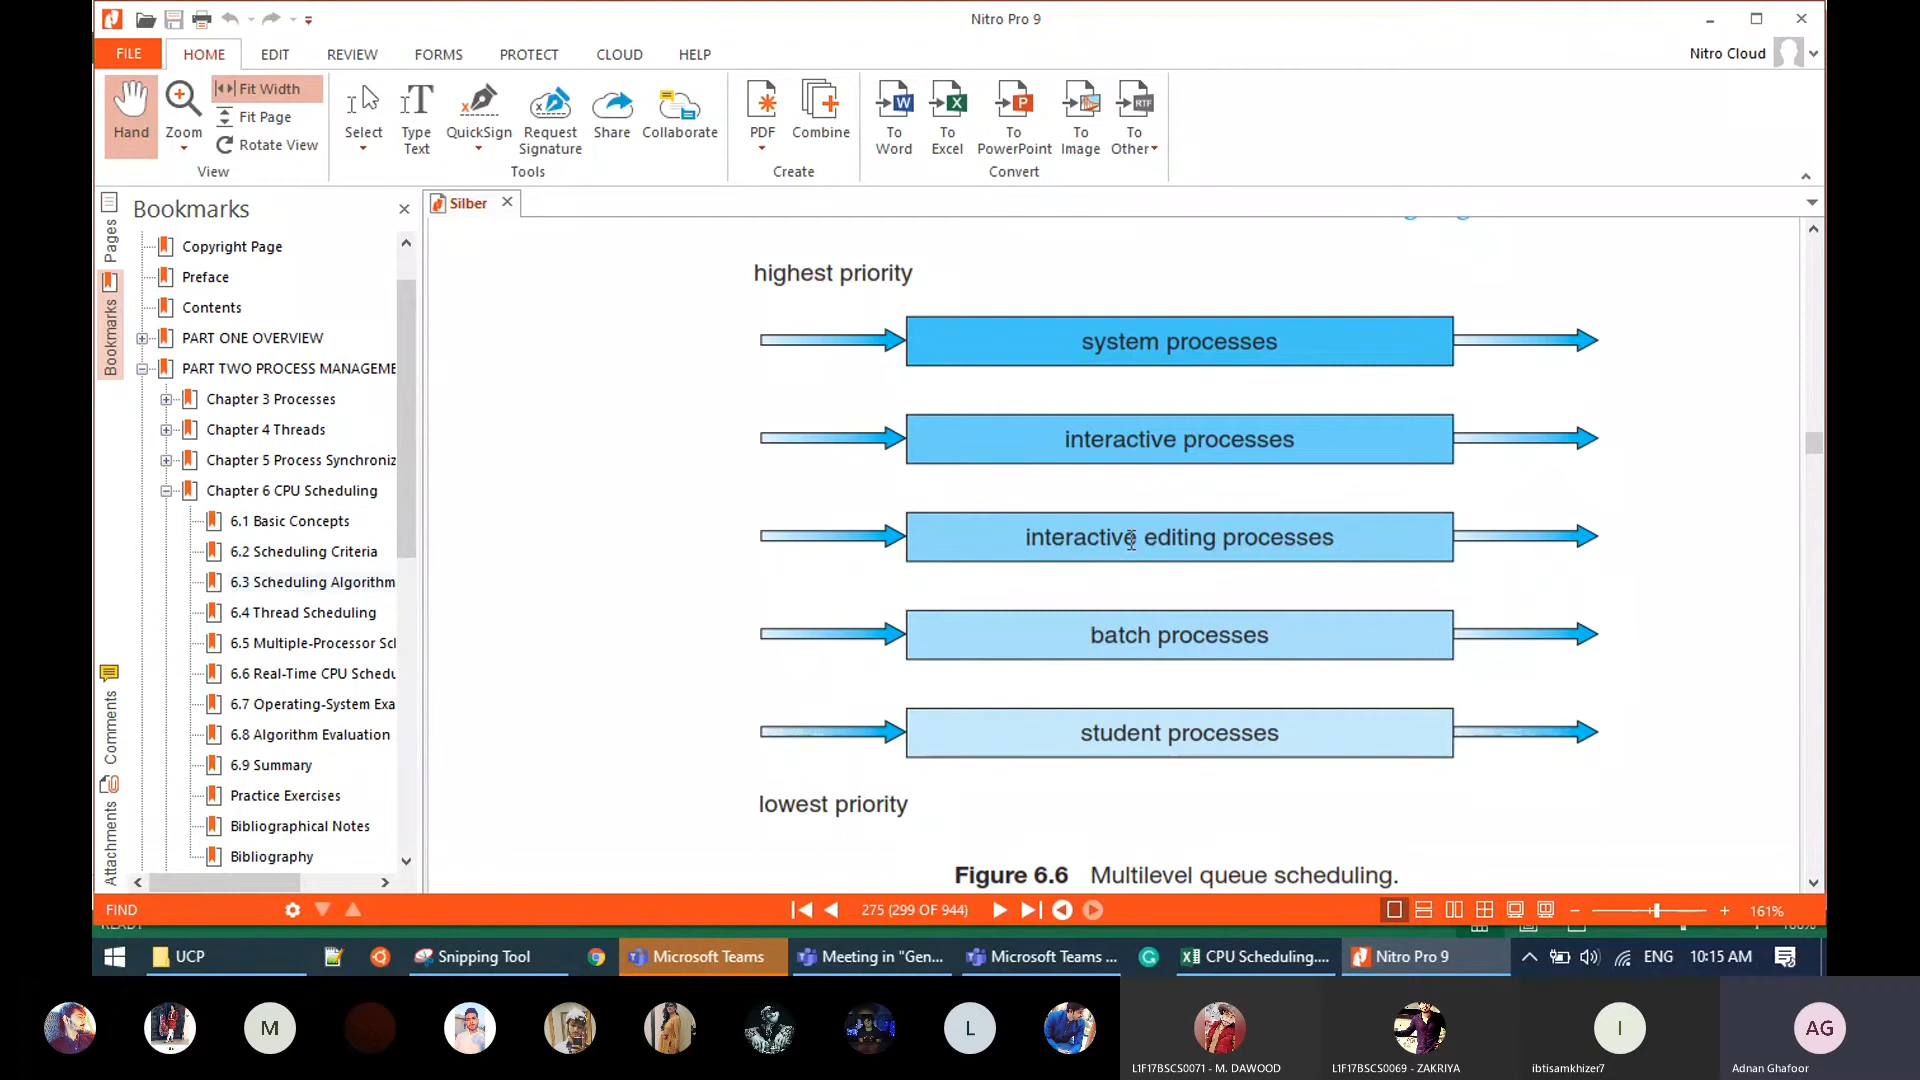 Nitro Pro 9
FILE
HOME
EDIT
REVIEW
FORMS
PROTECT
CLOUD
HELP
Nitro Cloud
Hand
Zoom
Fit Width
Fit Page
Rotate View
View
Select
Type
Text
QuickSign
Request
Signature
Share
Collaborate
Tools
PDF
Combine
Create
To
Word
To
Excel
To
PowerPoint
To
Image
To
Other
Convert
Pages
Bookmarks
Comments
Attachments
Bookmarks
Copyright Page
Preface
Contents
PART ONE OVERVIEW
PART TWO PROCESS MANAGEME
Chapter 3 Processes
Chapter 4 Threads
Chapter 5 Process Synchroniz
Chapter 6 CPU Scheduling
6.1 Basic Concepts
6.2 Scheduling Criteria
6.3 Scheduling Algorithm
6.4 Thread Scheduling
6.5 Multiple-Processor Scl
6.6 Real-Time CPU Schedu
6.7 Operating-System Exa
6.8 Algorithm Evaluation
6.9 Summary
Practice Exercises
Bibliographical Notes
Bibliography
Silber
highest priority
system processes
interactive processes
interactive editing processes
batch processes
student processes
lowest priority
Figure 6.6 Multilevel queue scheduling.
FIND
275 (299 OF 944)
161%
UCP
Snipping Tool
Microsoft Teams
Meeting in "Gen...
Microsoft Teams ...
CPU Scheduling....
Nitro Pro 9
ENG
10:15 AM
M
L
I
AG
L1F17BSCS0071 - M. DAWOOD
L1F17BSCS0069 - ZAKRIYA
ibtisamkhizer7
Adnan Ghafoor